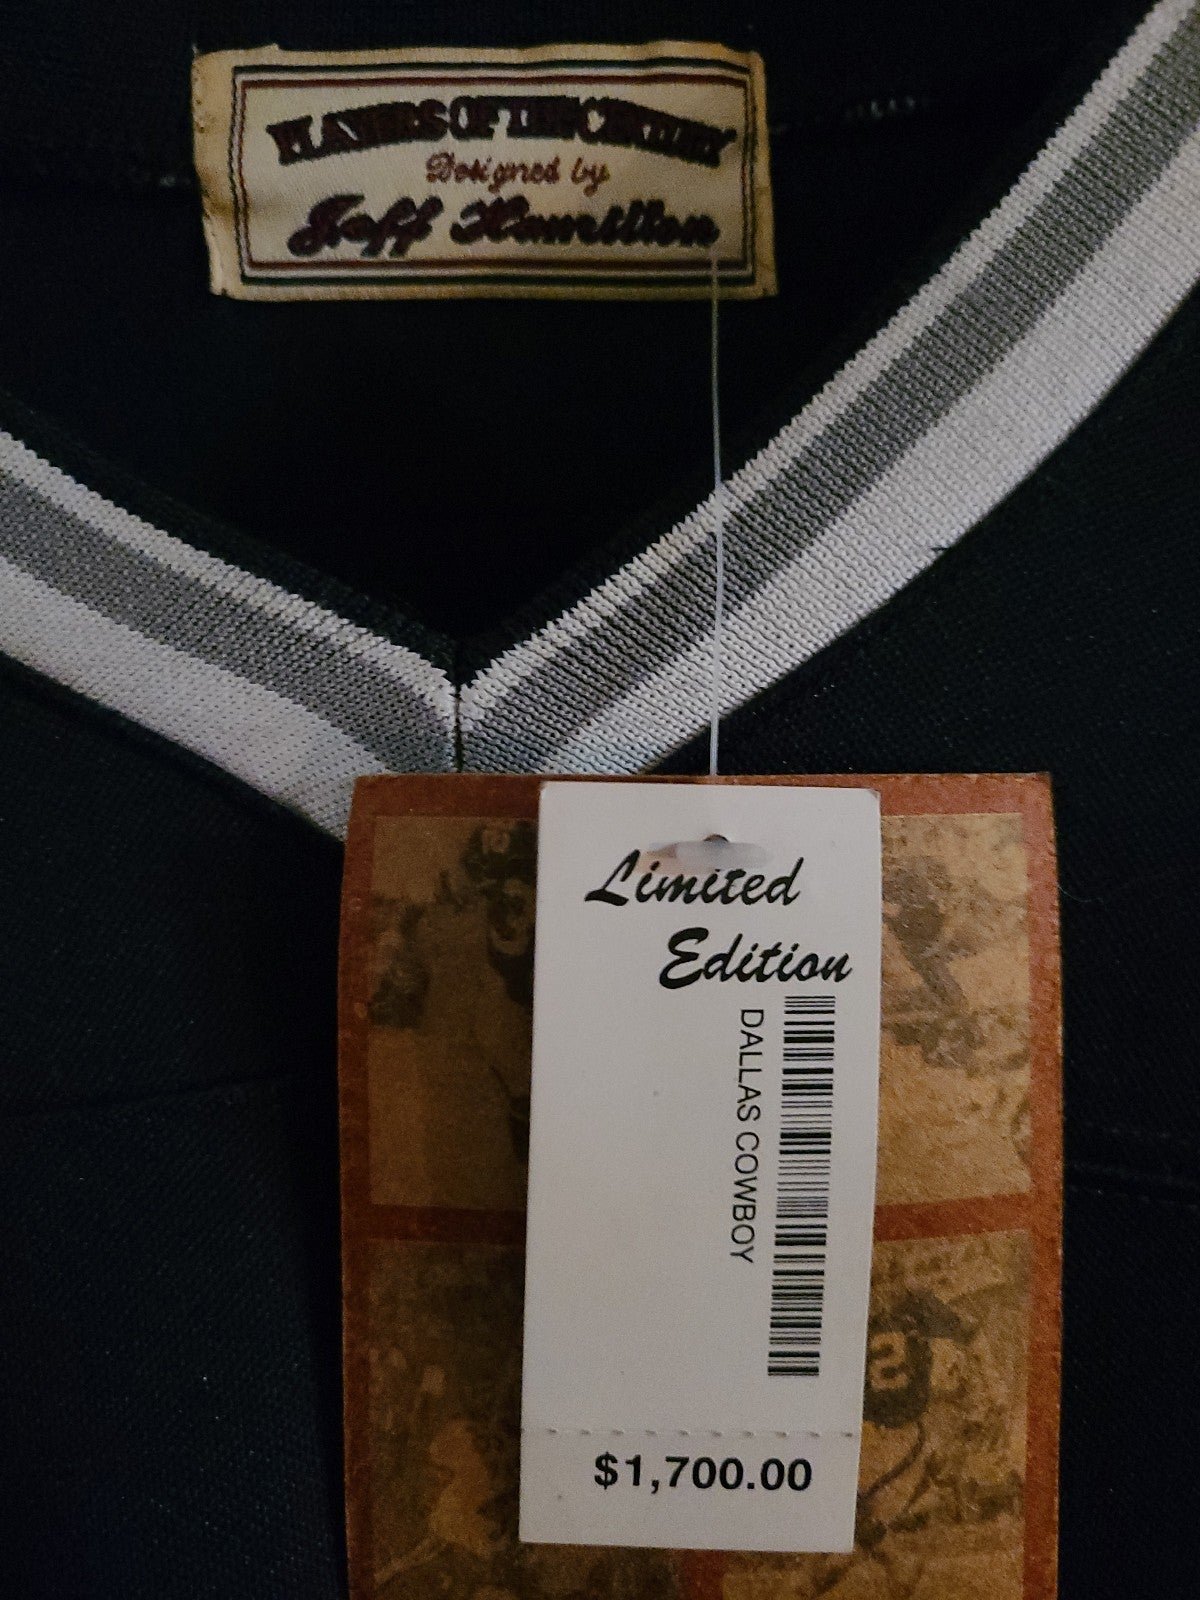 PLAYERS OF THE CENTURY
Designed by
Jeff Hamilton
Limited
Edition
DALLAS COWBOY
$1,700.00